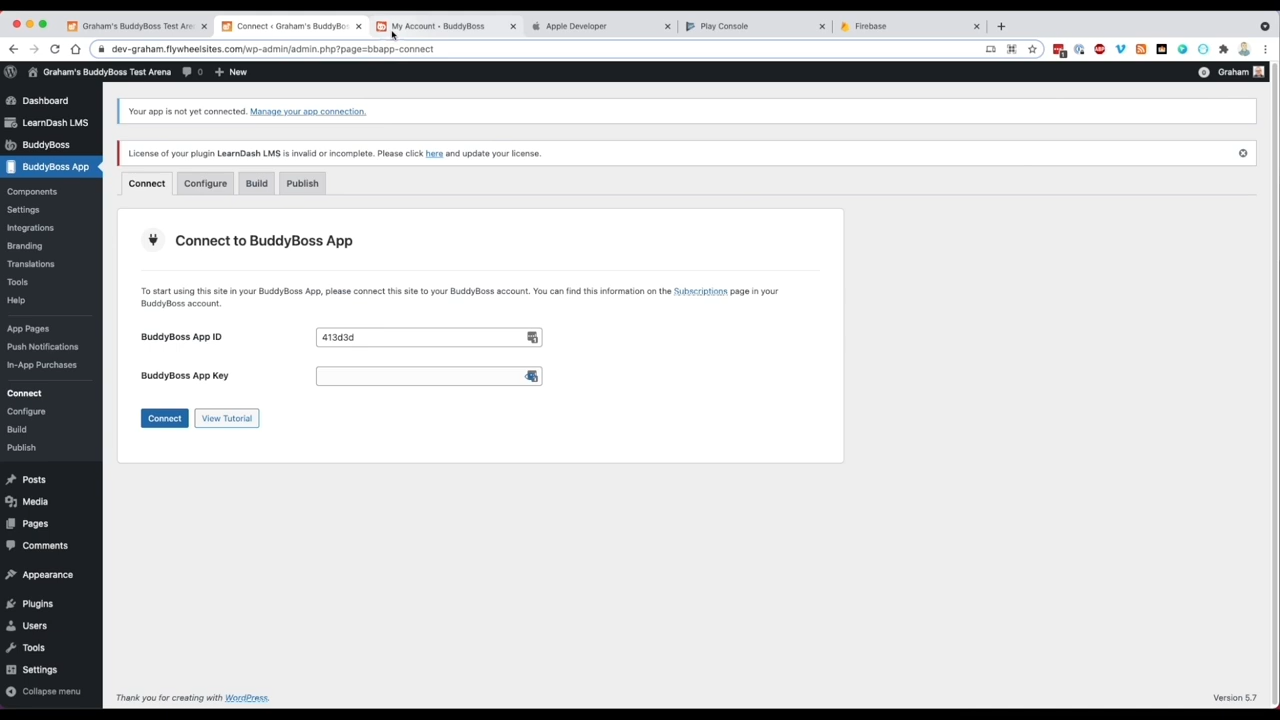 Graham's BuddyBoss Test Aren
Connect ‹ Graham's BuddyBos
My Account • BuddyBoss
Apple Developer
Play Console
Firebase
dev-graham.flywheelsites.com/wp-admin/admin.php?page=bbapp-connect
Graham's BuddyBoss Test Arena
0
New
0
Graham
Dashboard
LearnDash LMS
BuddyBoss
BuddyBoss App
Components
Settings
Integrations
Branding
Translations
Tools
Help
App Pages
Push Notifications
In-App Purchases
Connect
Configure
Build
Publish
Posts
Media
Pages
Comments
Appearance
Plugins
Users
Tools
Settings
Collapse menu
Your app is not yet connected. Manage your app connection.
License of your plugin LearnDash LMS is invalid or incomplete. Please click here and update your license.
Connect
Configure
Build
Publish
Connect to BuddyBoss App
To start using this site in your BuddyBoss App, please connect this site to your BuddyBoss account. You can find this information on the Subscriptions page in your
BuddyBoss account.
BuddyBoss App ID
413d3d
BuddyBoss App Key
Connect
View Tutorial
Thank you for creating with WordPress.
Version 5.7